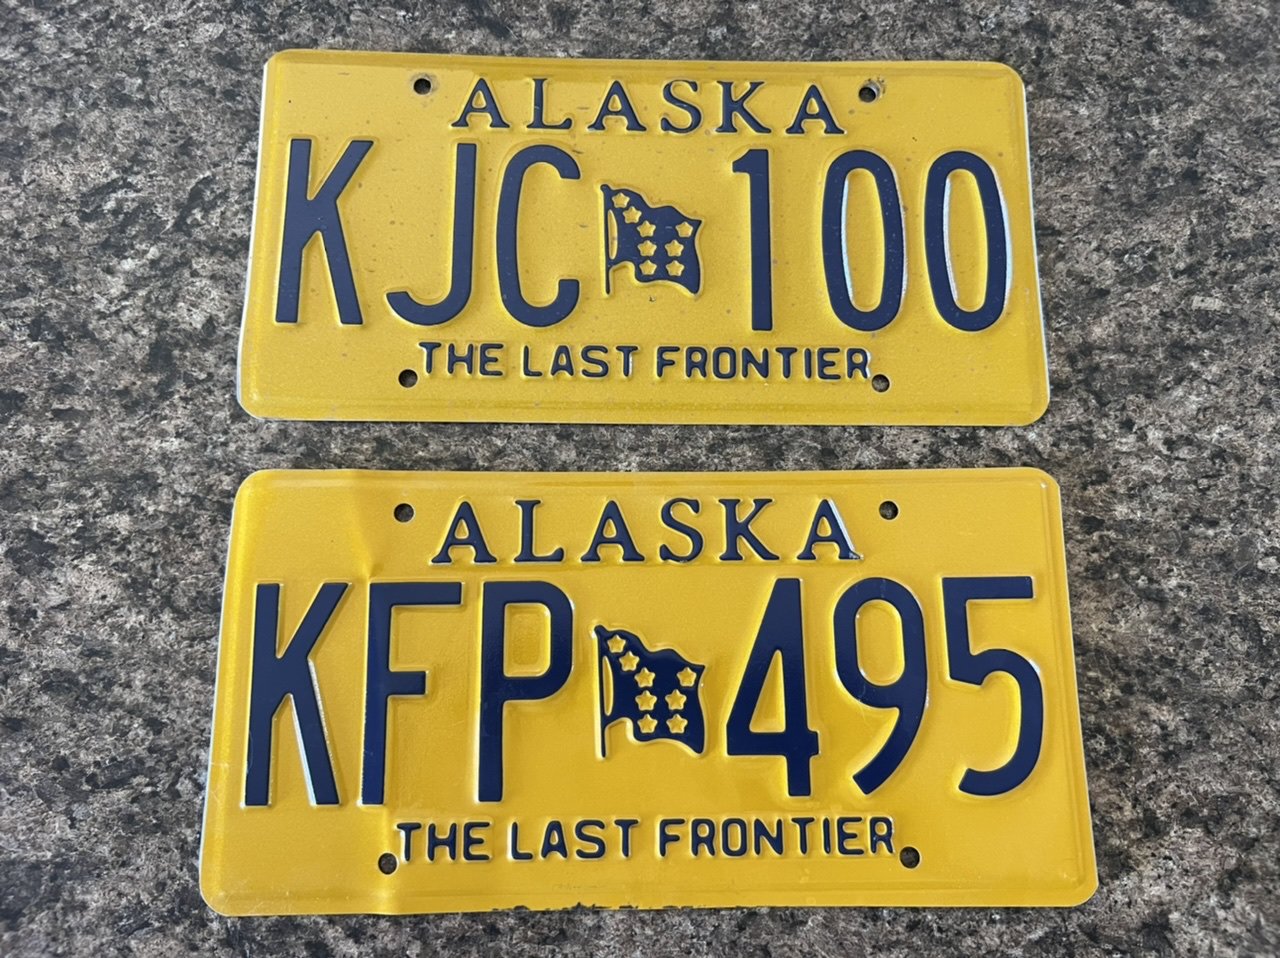 ALASKA
KJC 100
THE LAST FRONTIER
ALASKA
KFP 495
THE LAST FRONTIER